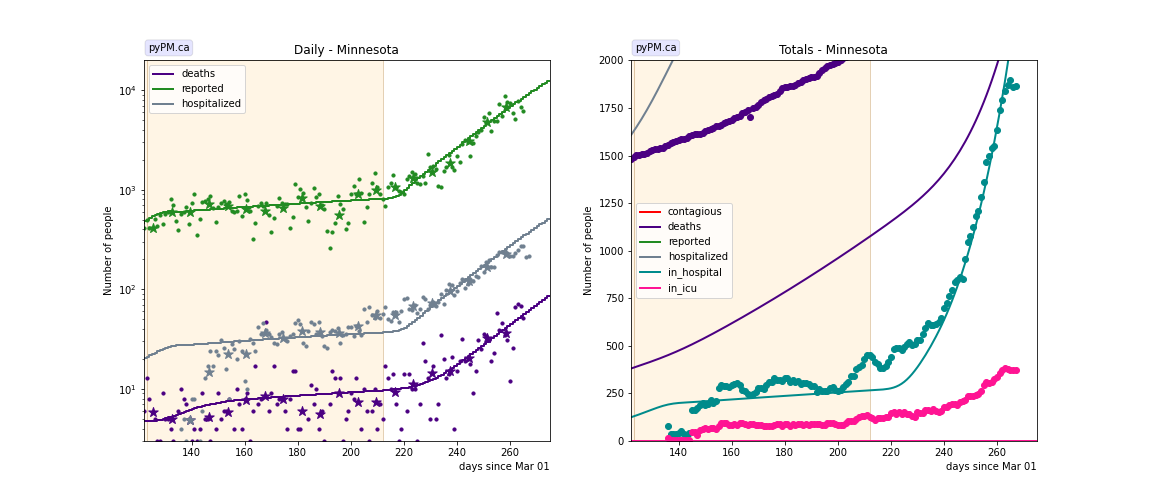 pyPM.ca
Daily - Minnesota
deaths
reported
hospitalized
10⁴
10³
10²
10¹
Number of people
140 160 180 200 220 240 260
days since Mar 01
pyPM.ca
Totals - Minnesota
2000
1750
1500
1250
1000
750
500
250
0
Number of people
contagious
deaths
reported
hospitalized
in_hospital
in_icu
140 160 180 200 220 240 260
days since Mar 01